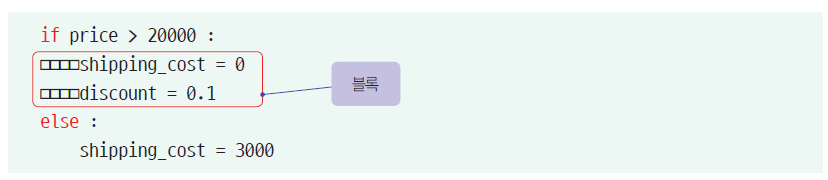 if price > 20000 :
□□□□shipping_cost = 0
□□□□discount = 0.1
블록
else :
    shipping_cost = 3000